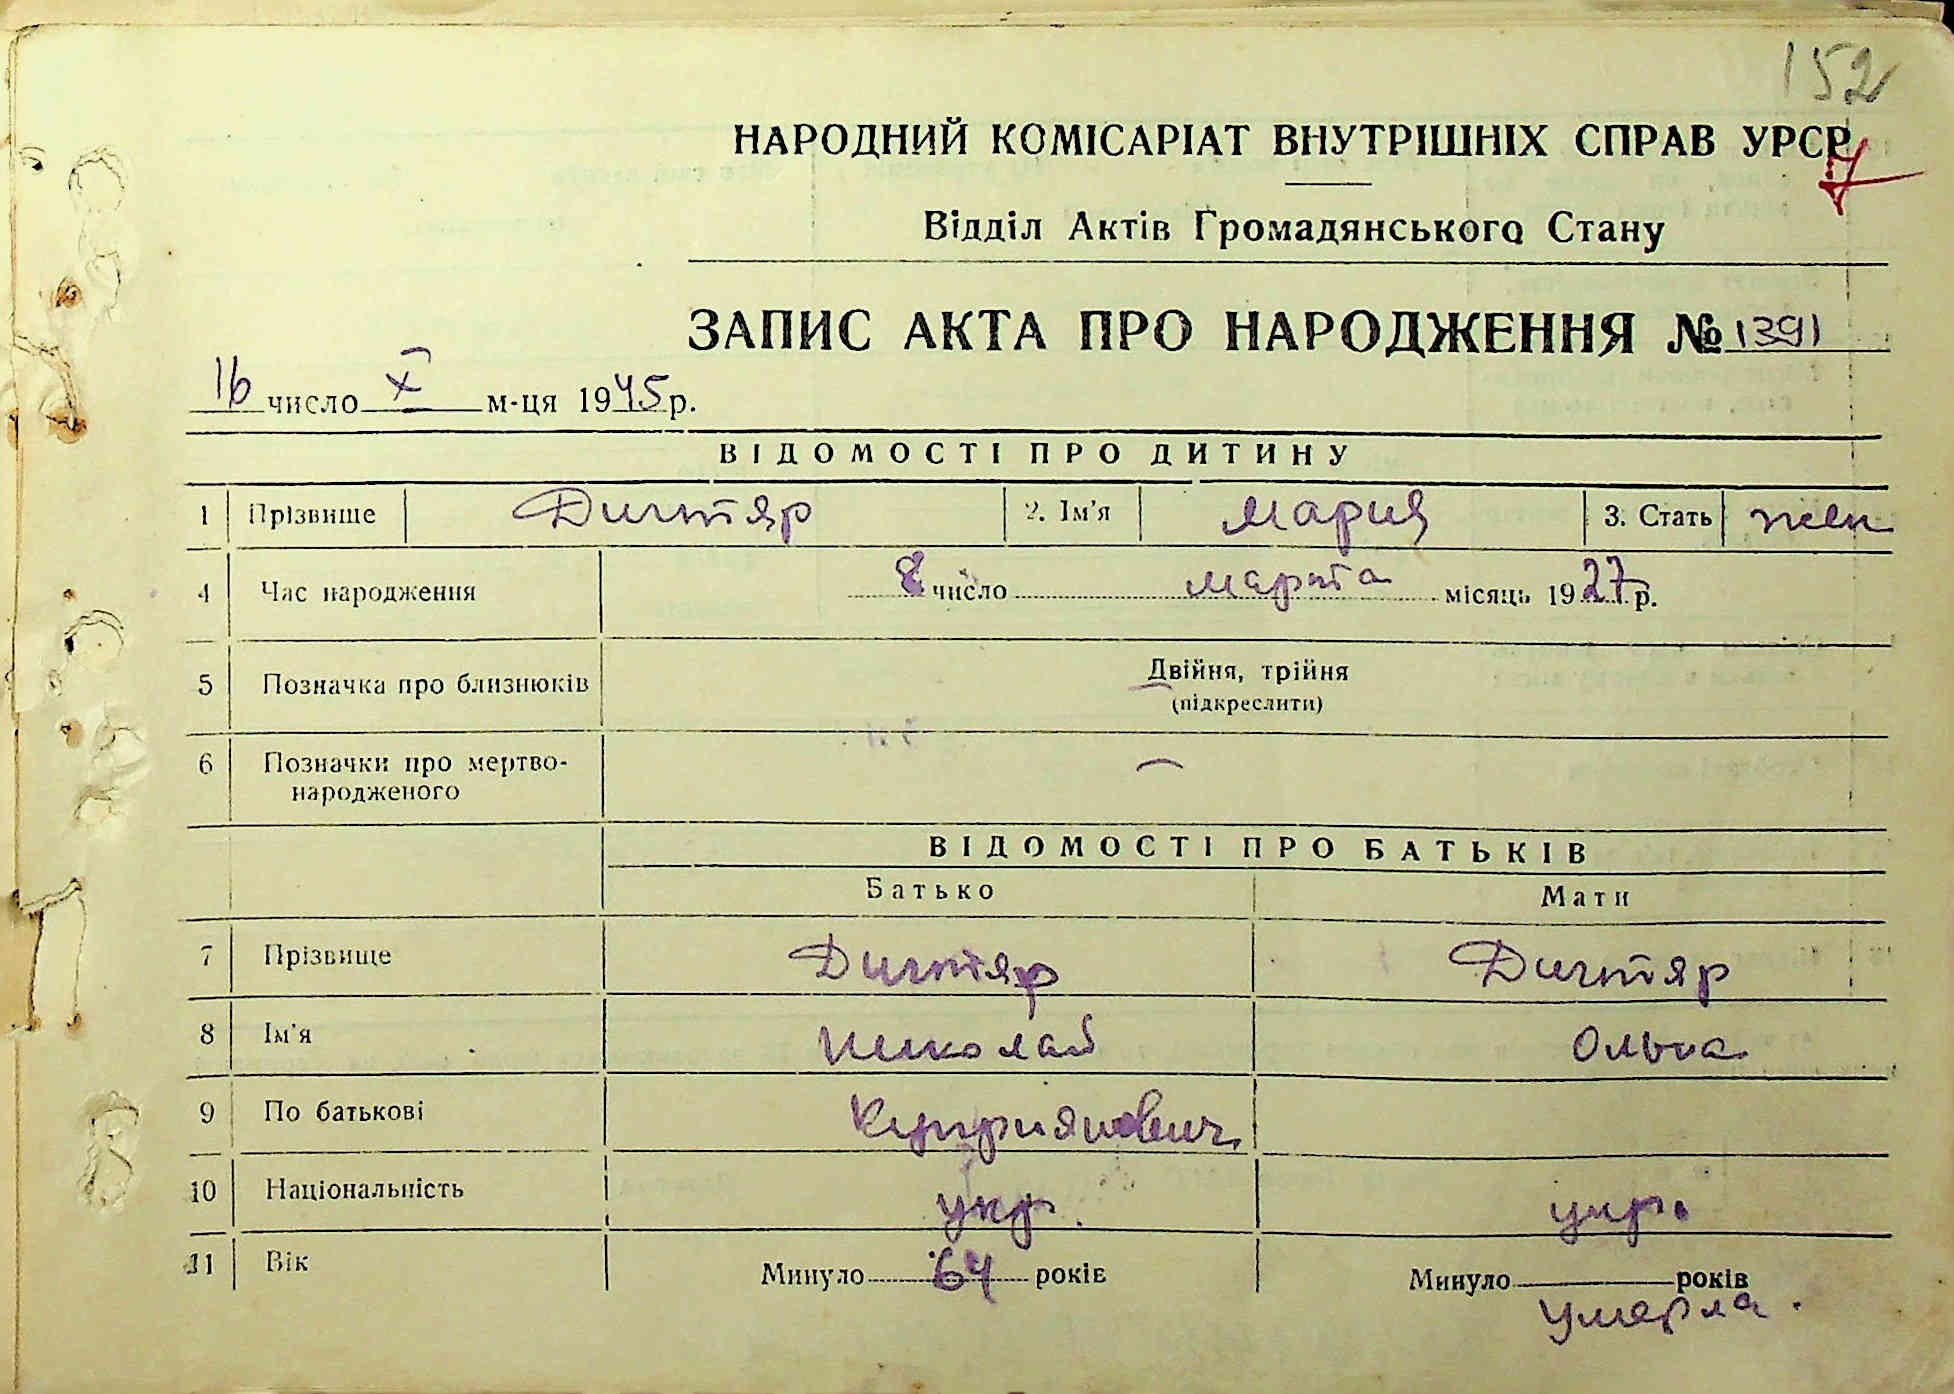 152
НАРОДНИЙ КОМІСАРІАТ ВНУТРІШНІХ СПРАВ УРСР
7
Відділ Актів Громадянського Стану
ЗАПИС АКТА ПРО НАРОДЖЕННЯ № 1391
16 число X м-ця 1945 р.
ВІДОМОСТІ ПРО ДИТИНУ
1 Прізвище Дигтяр 2. Ім'я Мария 3. Стать жен
4 Час народження 8 число марта місяць 1927 р.
5 Позначка про близнюків Двійня, трійня
(підкреслити)
6 Позначки про мертво-
народженого
ВІДОМОСТІ ПРО БАТЬКІВ
Батько Мати
7 Прізвище Дигтяр Дигтяр
8 Ім'я Николай Ольга
9 По батькові Куприянович
10 Національність укр. укр.
11 Вік Минуло 64 років Минуло років
умерла.